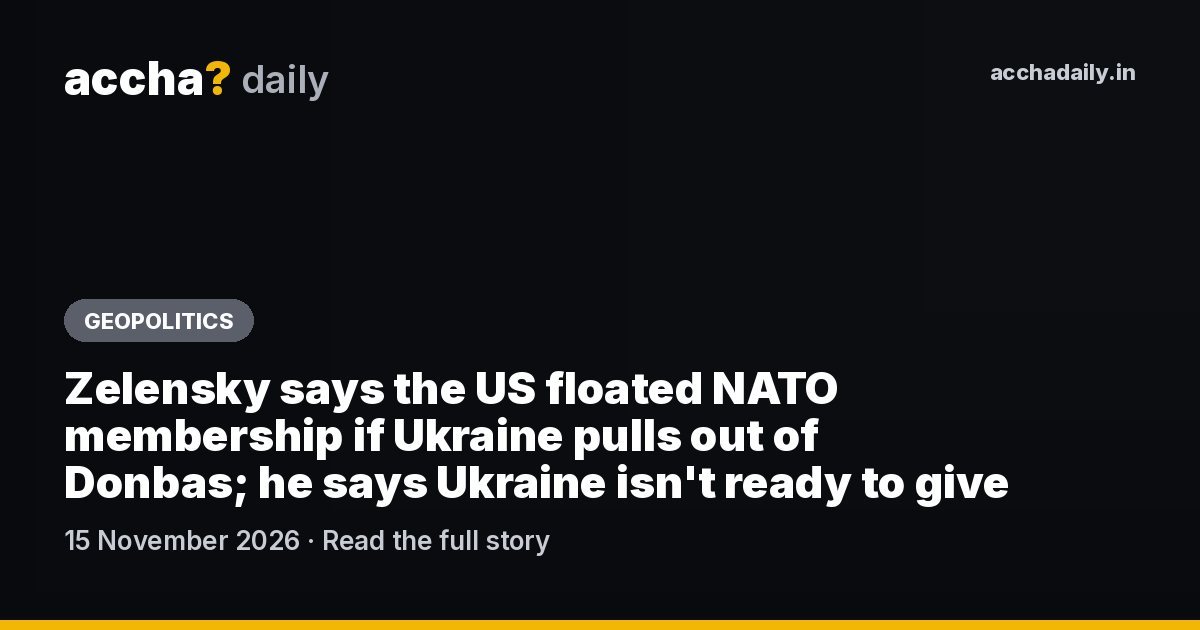 accha? daily
acchadaily.in
GEOPOLITICS
Zelensky says the US floated NATO
membership if Ukraine pulls out of
Donbas; he says Ukraine isn't ready to give
15 November 2026 · Read the full story